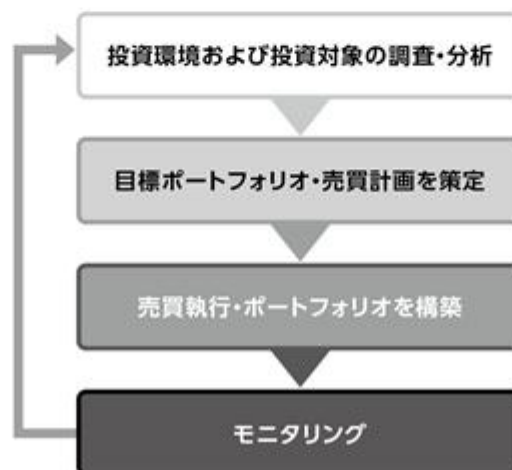 投資環境および投資対象の調査・分析
目標ポートフォリオ・売買計画を策定
売買執行・ポートフォリオを構築
モニタリング